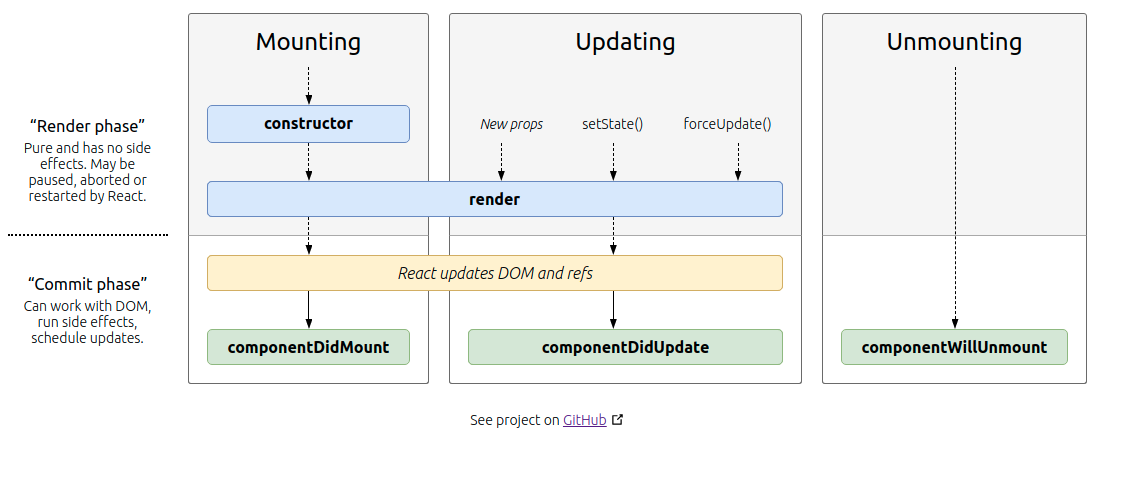 Mounting
Updating
Unmounting
“Render phase”
Pure and has no side
effects. May be
paused, aborted or
restarted by React.
constructor
New props
setState()
forceUpdate()
render
“Commit phase”
Can work with DOM,
run side effects,
schedule updates.
React updates DOM and refs
componentDidMount
componentDidUpdate
componentWillUnmount
See project on GitHub